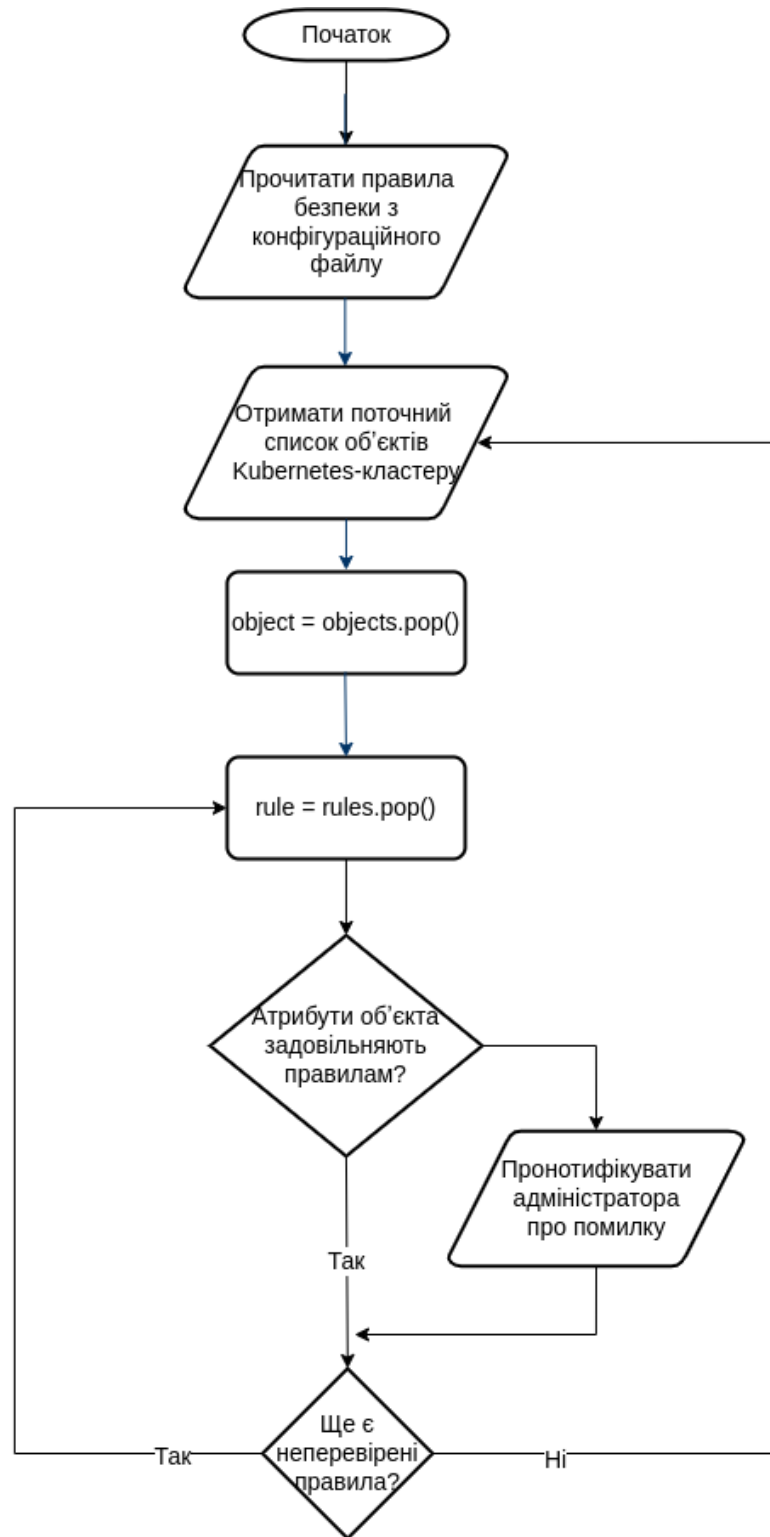 Початок
Прочитати правила
безпеки з
конфігураційного
файлу
Отримати поточний
список об’єктів
Kubernetes-кластеру
object = objects.pop()
rule = rules.pop()
Атрибути об’єкта
задовільняють
правилам?
Пронотифікувати
адміністратора
про помилку
Так
Ще є
неперевірені
правила?
Так
Ні